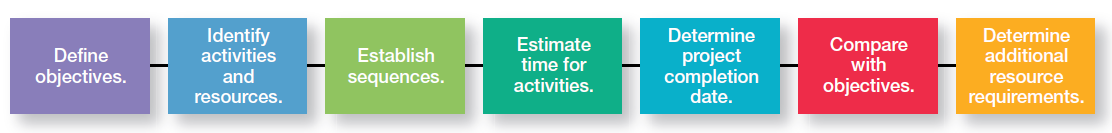 Define
objectives.
Identify
activities
and
resources.
Establish
sequences.
Estimate
time for
activities.
Determine
project
completion
date.
Compare
with
objectives.
Determine
additional
resource
requirements.